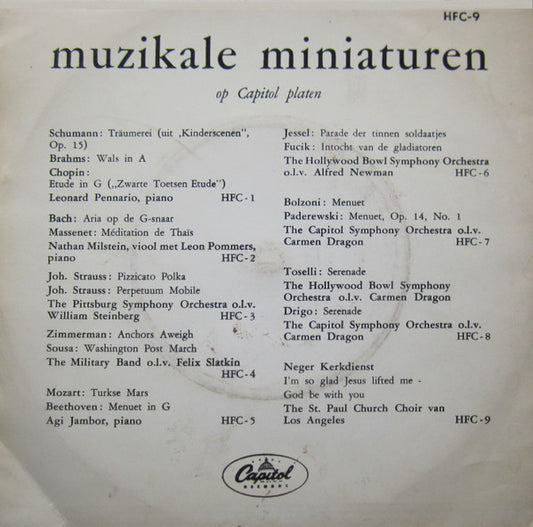 HFC-9
muzikale miniaturen
op Capitol platen
Schumann: Träumerei (uit ,Kinderscenen",
Op. 15)
Brahms: Wals in A
Chopin:
Etude in G („Zwarte Toetsen Etude")
Leonard Pennario, piano HFC-1
Bach: Aria op de G-snaar
Massenet: Méditation de Thaïs
Nathan Milstein, viool met Leon Pommers,
piano HFC-2
Joh. Strauss: Pizzicato Polka
Joh. Strauss: Perpetuum Mobile
The Pittsburg Symphony Orchestra o.l.v.
William Steinberg HFC-3
Zimmerman: Anchors Aweigh
Sousa: Washington Post March
The Military Band o.l.v. Felix Slatkin
HFC-4
Mozart: Turkse Mars
Beethoven: Menuet in G
Agi Jambor, piano HFC-5
Jessel: Parade der tinnen soldaatjes
Fucik: Intocht van de gladiatoren
The Hollywood Bowl Symphony Orchestra
o.l.v. Alfred Newman HFC-6
Bolzoni: Menuet
Paderewski: Menuet, Op. 14, No. 1
The Capitol Symphony Orchestra o.l.v.
Carmen Dragon HFC-7
Toselli: Serenade
The Hollywood Bowl Symphony
Orchestra o.l.v. Carmen Dragon
Drigo: Serenade
The Capitol Symphony Orchestra o.l.v.
Carmen Dragon HFC-8
Neger Kerkdienst
I'm so glad Jesus lifted me -
God be with you
The St. Paul Church Choir van
Los Angeles HFC-9
Capitol
RECORDS